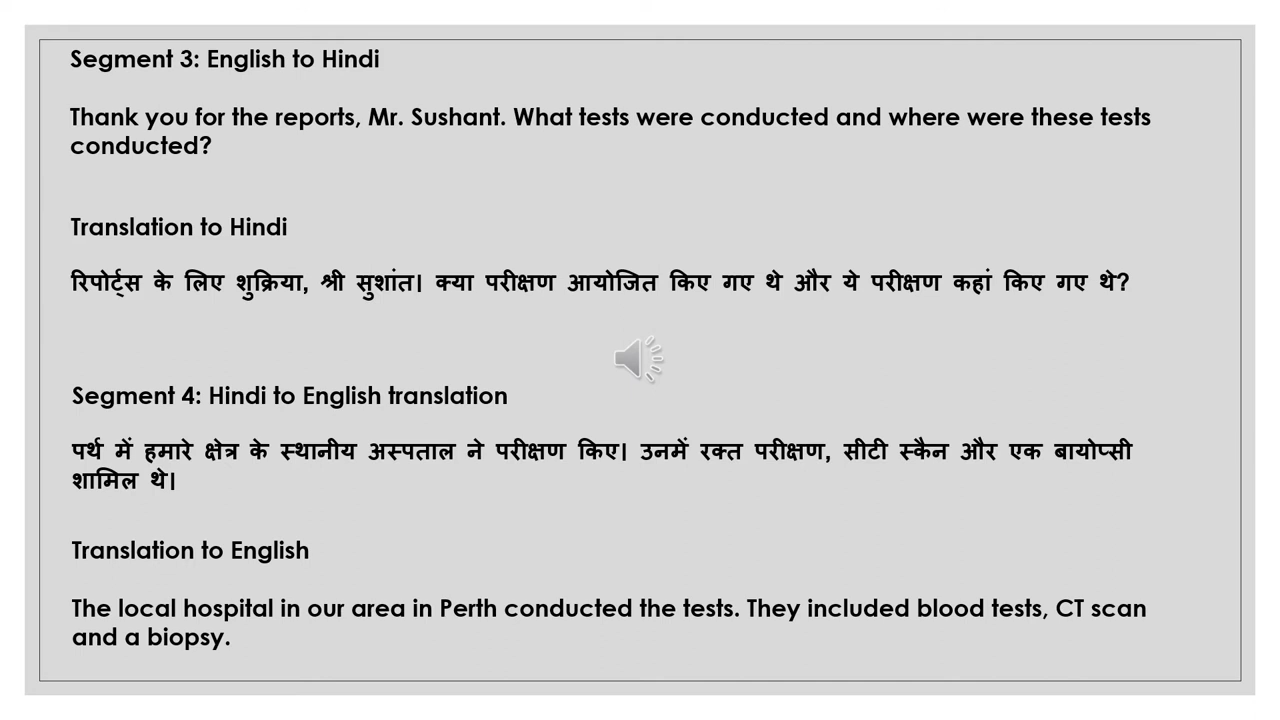 Segment 3: English to Hindi
Thank you for the reports, Mr. Sushant. What tests were conducted and where were these tests
conducted?
Translation to Hindi
रिपोर्ट्स के लिए शुक्रिया, श्री सुशांत। क्या परीक्षण आयोजित किए गए थे और ये परीक्षण कहां किए गए थे?
Segment 4: Hindi to English translation
पर्थ में हमारे क्षेत्र के स्थानीय अस्पताल ने परीक्षण किए। उनमें रक्त परीक्षण, सीटी स्कैन और एक बायोप्सी
शामिल थे।
Translation to English
The local hospital in our area in Perth conducted the tests. They included blood tests, CT scan
and a biopsy.